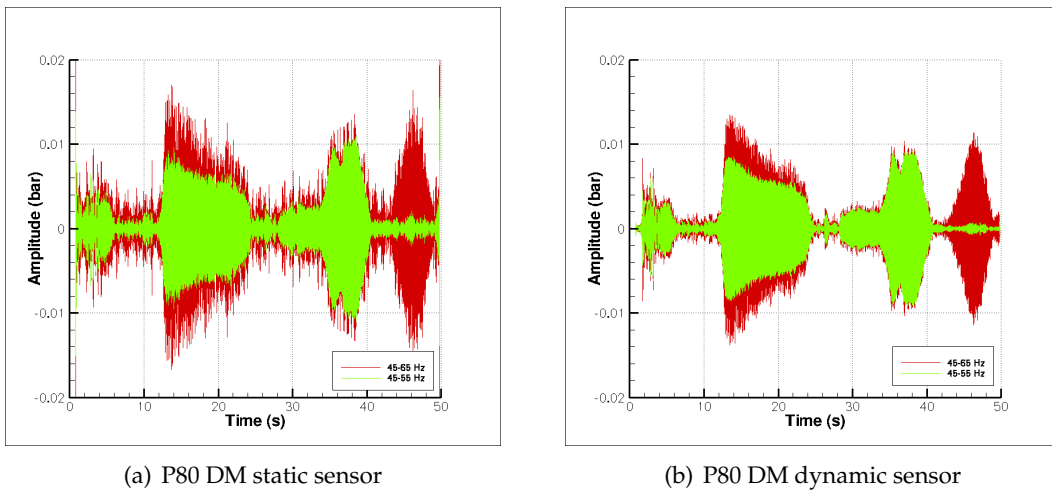 0.02
0.01
0
-0.01
-0.02
Amplitude (bar)
0 10 20 30 40 50
Time (s)
45-65 Hz
45-55 Hz
(a) P80 DM static sensor
0.02
0.01
0
-0.01
-0.02
Amplitude (bar)
0 10 20 30 40 50
Time (s)
45-65 Hz
45-55 Hz
(b) P80 DM dynamic sensor